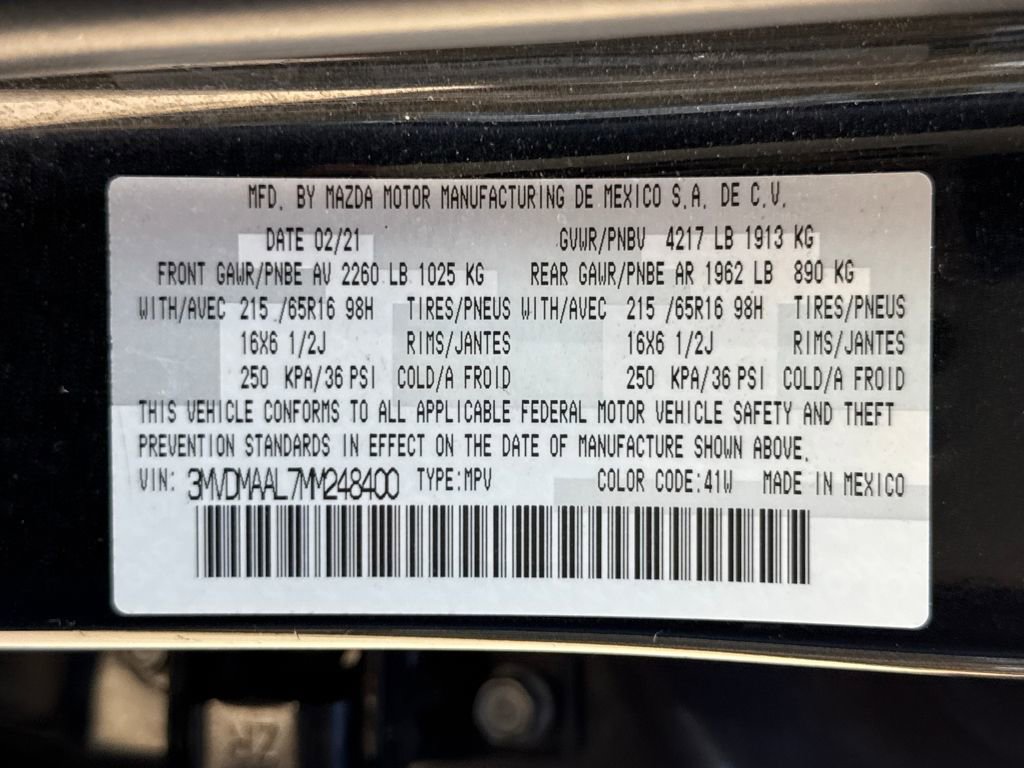 MFD. BY MAZDA MOTOR MANUFACTURING DE MEXICO S.A. DE C.V.
DATE 02/21 GVWR/PNBV 4217 LB 1913 KG
FRONT GAWR/PNBE AV 2260 LB 1025 KG REAR GAWR/PNBE AR 1962 LB 890 KG
WITH/AVEC 215 /65R16 98H TIRES/PNEUS WITH/AVEC 215 /65R16 98H TIRES/PNEUS
16X6 1/2J RIMS/JANTES 16X6 1/2J RIMS/JANTES
250 KPA/36 PSI COLD/A FROID 250 KPA/36 PSI COLD/A FROID
THIS VEHICLE CONFORMS TO ALL APPLICABLE FEDERAL MOTOR VEHICLE SAFETY AND THEFT
PREVENTION STANDARDS IN EFFECT ON THE DATE OF MANUFACTURE SHOWN ABOVE.
VIN: 3MVDMAAL7MM248400 TYPE:MPV COLOR CODE:41W MADE IN MEXICO